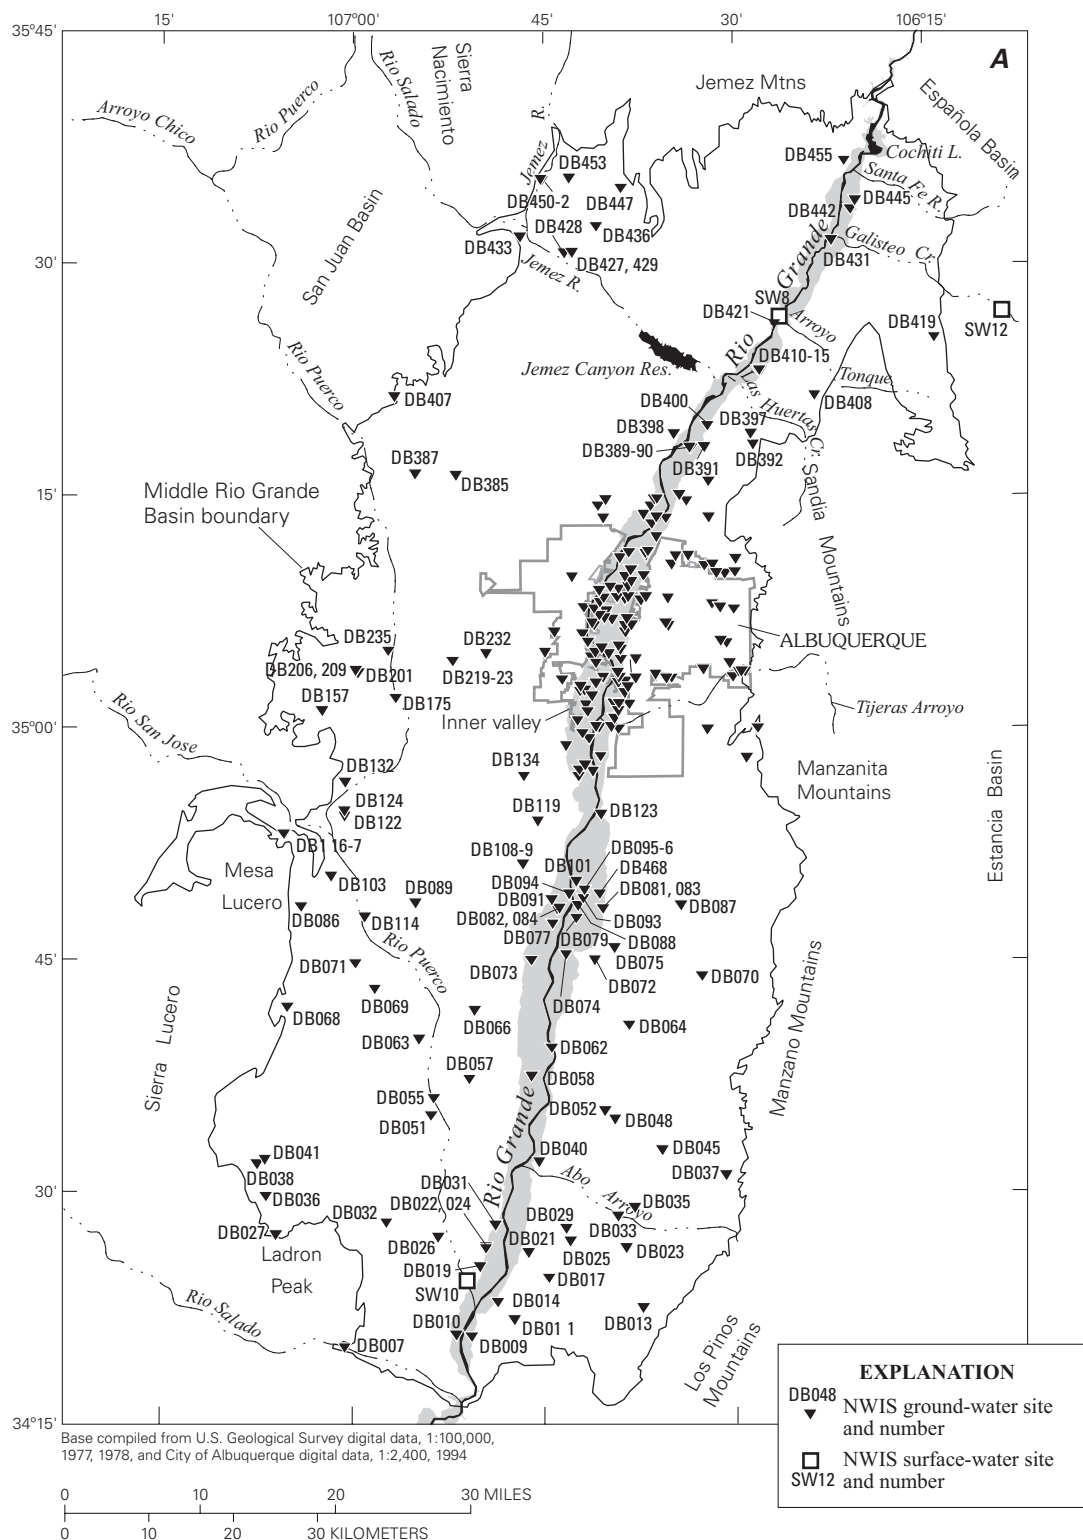 15'
107°00'
45'
30'
106°15'
35°45'
A
Sierra
Nacimiento
Rio Salado
Jemez R.
Jemez Mtns
Española Basin
Arroyo Chico
Rio Puerco
DB453
DB455
Cochiti L.
DB450-2
DB447
Santa Fe R.
DB445
DB442
DB428
DB436
DB433
DB427, 429
DB431
Galisteo Cr.
San Juan Basin
30'
Jemez R.
Rio Grande
SW8
DB421
Arroyo
DB419
SW12
Rio Puerco
Jemez Canyon Res.
DB410-15
Tonque
DB407
DB400
Las Huertas Cr.
DB408
DB398
DB397
DB389-90
DB392
DB387
DB385
DB391
15'
Middle Rio Grande
Basin boundary
Sandia Mountains
DB235
DB232
ALBUQUERQUE
DB206, 209
DB201
DB219-23
DB157
DB175
Inner valley
Tijeras Arroyo
Rio San Jose
35°00'
DB134
DB132
Manzanita
Mountains
Estancia Basin
DB124
DB122
DB119
DB123
DB116-7
DB095-6
DB108-9
DB101
DB468
Mesa
Lucero
DB103
DB089
DB094
DB081, 083
DB091
DB087
DB086
DB114
DB082, 084
DB093
DB077
DB079
DB088
Rio Puerco
DB075
45'
DB071
DB073
DB072
DB070
DB069
DB074
DB068
DB066
DB064
Sierra Lucero
DB063
DB062
Manzano Mountains
DB057
DB058
DB055
DB052
DB051
DB048
Rio Grande
DB041
DB040
DB045
DB038
DB037
30'
DB036
DB031
Abo Arroyo
DB022, 024
DB035
DB032
DB029
DB033
DB027
DB021
DB026
DB025
DB023
Ladron
Peak
DB019
DB017
SW10
DB014
Rio Salado
DB013
DB010
DB011
DB007
DB009
Los Pinos
Mountains
34°15'
EXPLANATION
DB048
NWIS ground-water site
and number
SW12
NWIS surface-water site
and number
Base compiled from U.S. Geological Survey digital data, 1:100,000,
1977, 1978, and City of Albuquerque digital data, 1:2,400, 1994
0 10 20 30 MILES
0 10 20 30 KILOMETERS